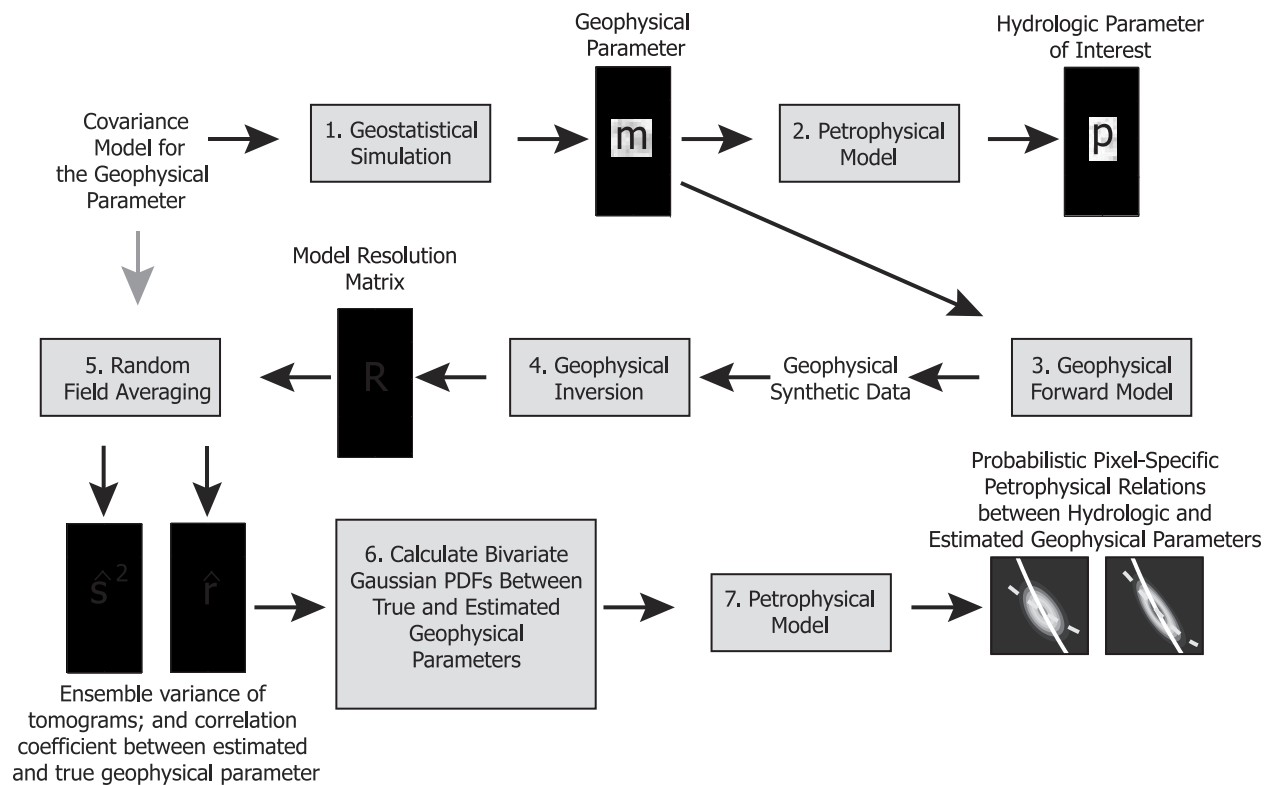 Geophysical
Parameter
Hydrologic Parameter
of Interest
Covariance
Model for
the Geophysical
Parameter
1. Geostatistical
Simulation
m
2. Petrophysical
Model
p
Model Resolution
Matrix
5. Random
Field Averaging
R
4. Geophysical
Inversion
Geophysical
Synthetic Data
3. Geophysical
Forward Model
Probabilistic Pixel-Specific
Petrophysical Relations
between Hydrologic and
Estimated Geophysical Parameters
ŝ²
r̂
6. Calculate Bivariate
Gaussian PDFs Between
True and Estimated
Geophysical
Parameters
7. Petrophysical
Model
Ensemble variance of
tomograms; and correlation
coefficient between estimated
and true geophysical parameter